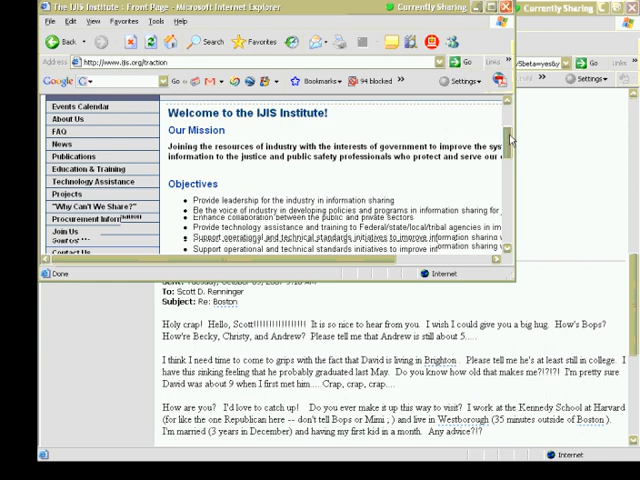 The IJIS Institute : Front Page - Microsoft Internet Explorer
Currently Sharing
Currently Sharing
File Edit View Favorites Tools Help
Back Search Favorites
Address http://www.ijis.org/traction Go Links
?beta=yes&y Go Links
Google Go Bookmarks 94 blocked Settings
Settings
Events Calendar
About Us
FAQ
News
Publications
Education & Training
Technology Assistance
Projects
"Why Can't We Share?"
Procurement
Join Us
Contact Us
Welcome to the IJIS Institute!
Our Mission
Joining the resources of industry with the interests of government to improve the sys
information to the justice and public safety professionals who protect and serve our
Objectives
Provide leadership for the industry in information sharing
Be the voice of industry in developing policies and programs in information sharing for
Enhance collaboration between the public and private sectors
Provide technology assistance and training to Federal/state/local/tribal agencies in im
Support operational and technical standards initiatives to improve information sharing
Support operational and technical standards initiatives to improve information sharing
Done Internet
To: Scott D. Renninger
Subject: Re: Boston
Holy crap! Hello, Scott!!!!!!!!!!!!!!!!!! It is so nice to hear from you. I wish I could give you a big hug. How's Bops?
How're Becky, Christy, and Andrew? Please tell me that Andrew is still about 5.....
I think I need time to come to grips with the fact that David is living in Brighton . Please tell me he's at least still in college. I
have this sinking feeling that he probably graduated last May. Do you know how old that makes me?!?!?! I'm pretty sure
David was about 9 when I first met him.....Crap, crap, crap....
How are you? I'd love to catch up! Do you ever make it up this way to visit? I work at the Kennedy School at Harvard
(for like the one Republican here -- don't tell Bops or Mimi ; ) and live in Westborough (35 minutes outside of Boston ).
I'm married (3 years in December) and having my first kid in a month. Any advice?!?
Internet